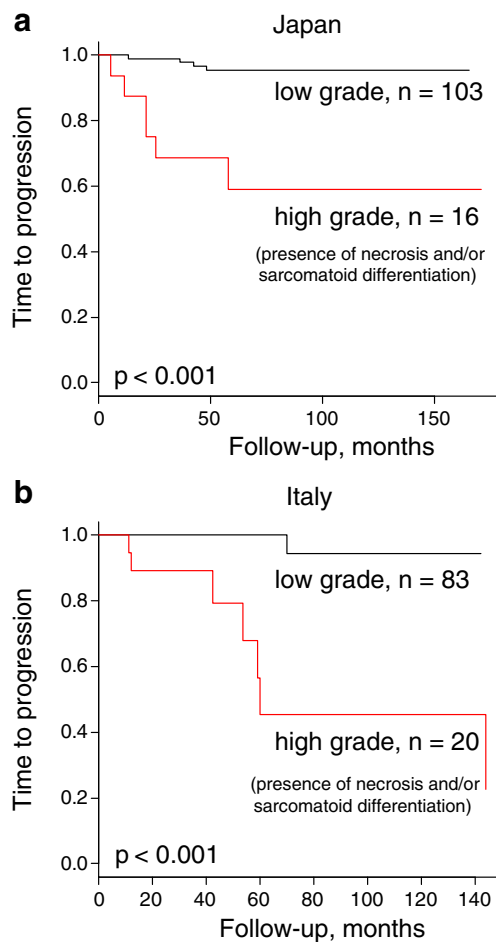 a
Japan
Time to progression
1.0
0.8
0.6
0.4
0.2
0.0
low grade, n = 103
high grade, n = 16
(presence of necrosis and/or
sarcomatoid differentiation)
p < 0.001
0 50 100 150
Follow-up, months
b
Italy
Time to progression
1.0
0.8
0.6
0.4
0.2
0.0
low grade, n = 83
high grade, n = 20
(presence of necrosis and/or
sarcomatoid differentiation)
p < 0.001
0 20 40 60 80 100 120 140
Follow-up, months